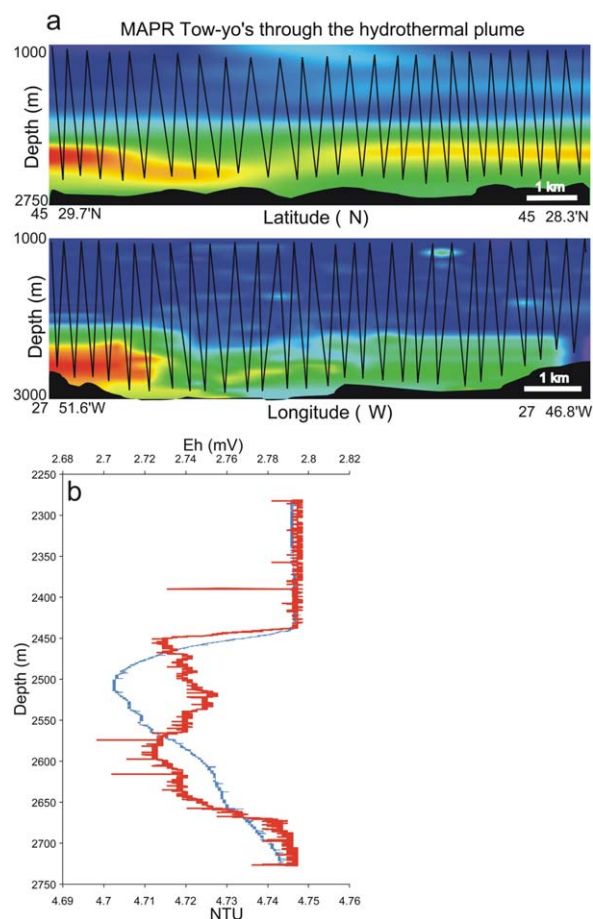 a
MAPR Tow-yo's through the hydrothermal plume
1000
Depth (m)
2750
45 29.7'N
Latitude ( N)
45 28.3'N
1 km
1000
Depth (m)
3000
27 51.6'W
Longitude ( W)
27 46.8'W
1 km
Eh (mV)
2.68 2.7 2.72 2.74 2.76 2.78 2.8 2.82
b
2250
2300
2350
2400
2450
2500
2550
2600
2650
2700
2750
Depth (m)
4.69 4.7 4.71 4.72 4.73 4.74 4.75 4.76
NTU